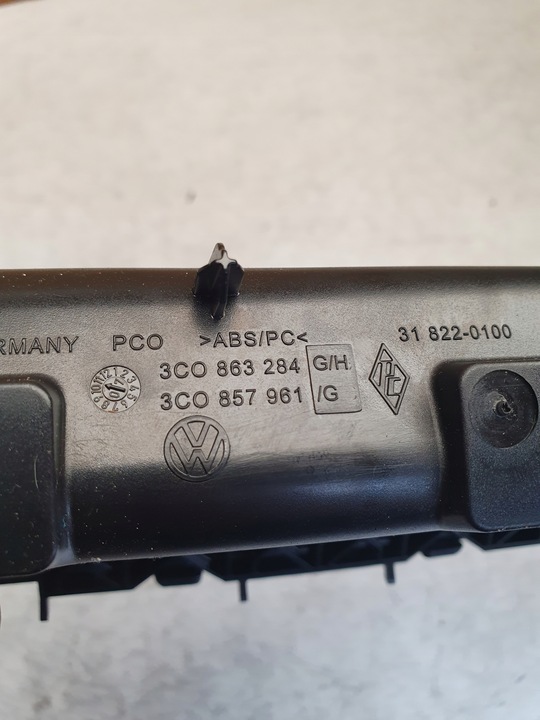 RMANY PCO >ABS/PC< 31 822-0100
3C0 863 284 G/H
3C0 857 961 /G